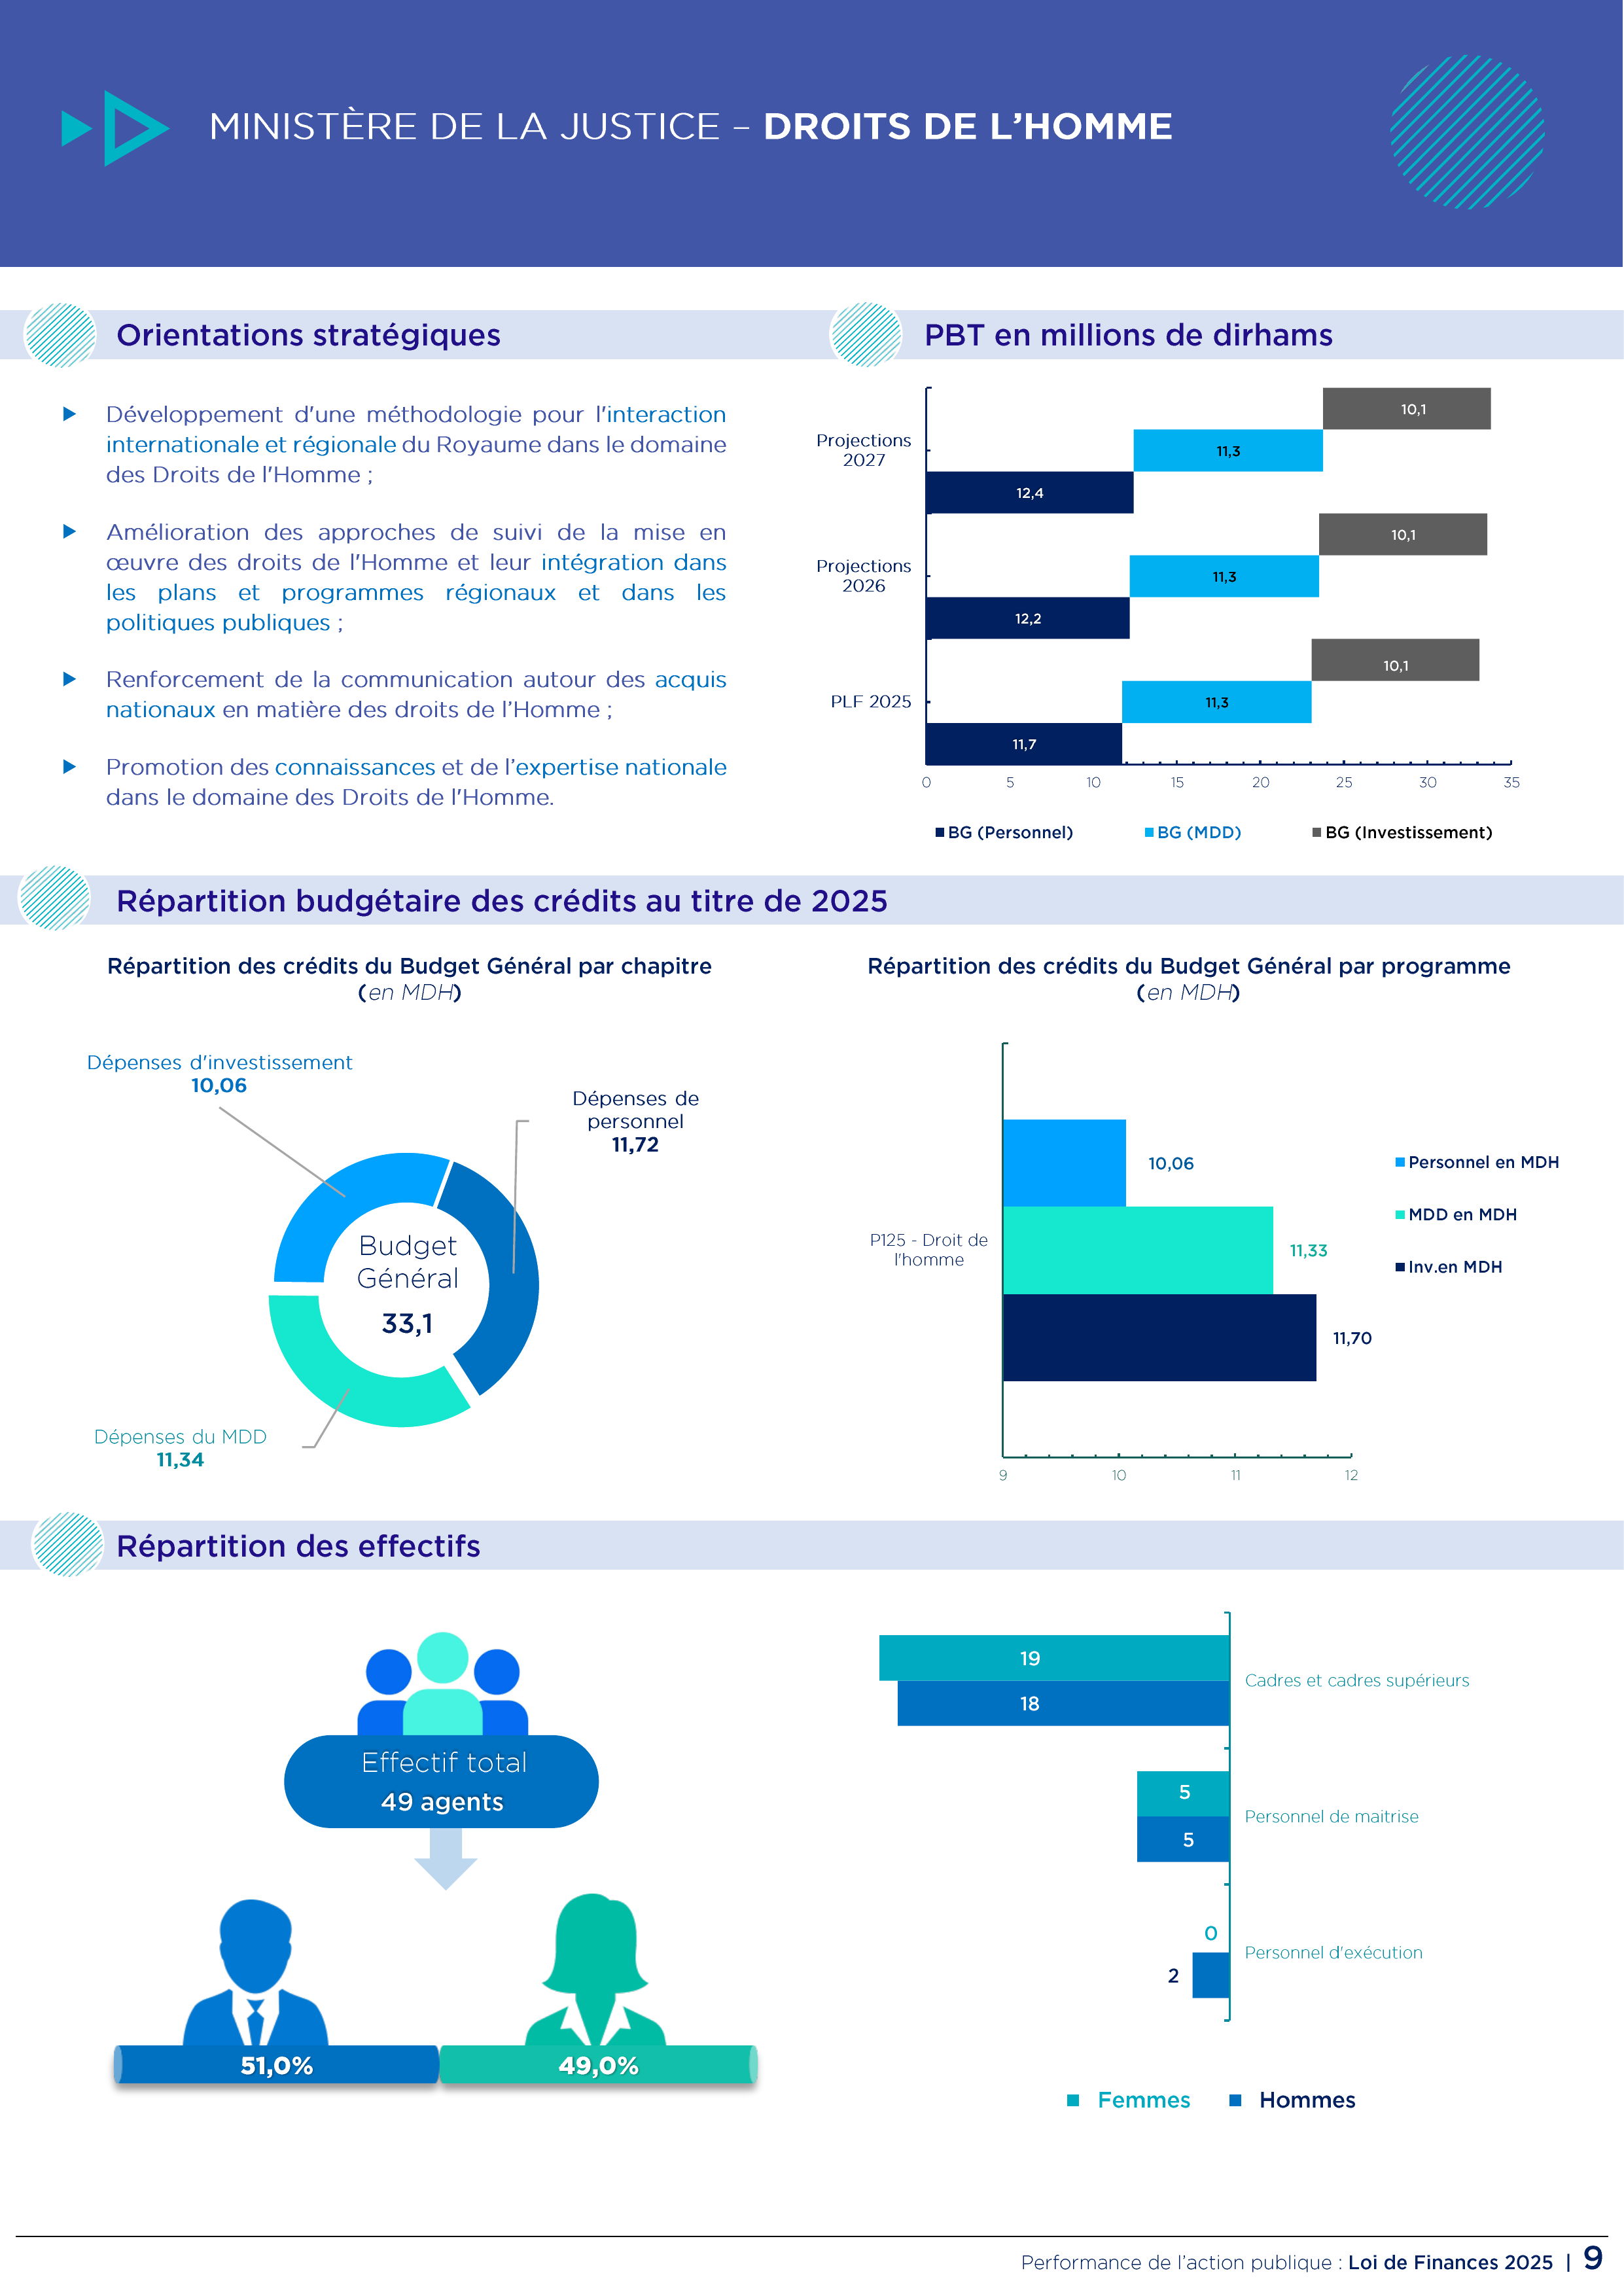 MINISTÈRE DE LA JUSTICE – DROITS DE L’HOMME
Orientations stratégiques
Développement d'une méthodologie pour l'interaction
internationale et régionale du Royaume dans le domaine
des Droits de l'Homme ;
Amélioration des approches de suivi de la mise en
œuvre des droits de l'Homme et leur intégration dans
les plans et programmes régionaux et dans les
politiques publiques ;
Renforcement de la communication autour des acquis
nationaux en matière des droits de l’Homme ;
Promotion des connaissances et de l’expertise nationale
dans le domaine des Droits de l'Homme.
PBT en millions de dirhams
10,1
Projections
2027
11,3
12,4
10,1
Projections
2026
11,3
12,2
10,1
PLF 2025
11,3
11,7
0 5 10 15 20 25 30 35
BG (Personnel) BG (MDD) BG (Investissement)
Répartition budgétaire des crédits au titre de 2025
Répartition des crédits du Budget Général par chapitre
(en MDH)
Dépenses d'investissement
10,06
Dépenses de
personnel
11,72
Budget
Général
33,1
Dépenses du MDD
11,34
Répartition des crédits du Budget Général par programme
(en MDH)
10,06
11,33
11,70
P125 - Droit de
l'homme
9 10 11 12
Personnel en MDH
MDD en MDH
Inv.en MDH
Répartition des effectifs
Effectif total
49 agents
51,0% 49,0%
19
18
Cadres et cadres supérieurs
5
5
Personnel de maitrise
0
2
Personnel d'exécution
Femmes Hommes
Performance de l’action publique : Loi de Finances 2025 | 9